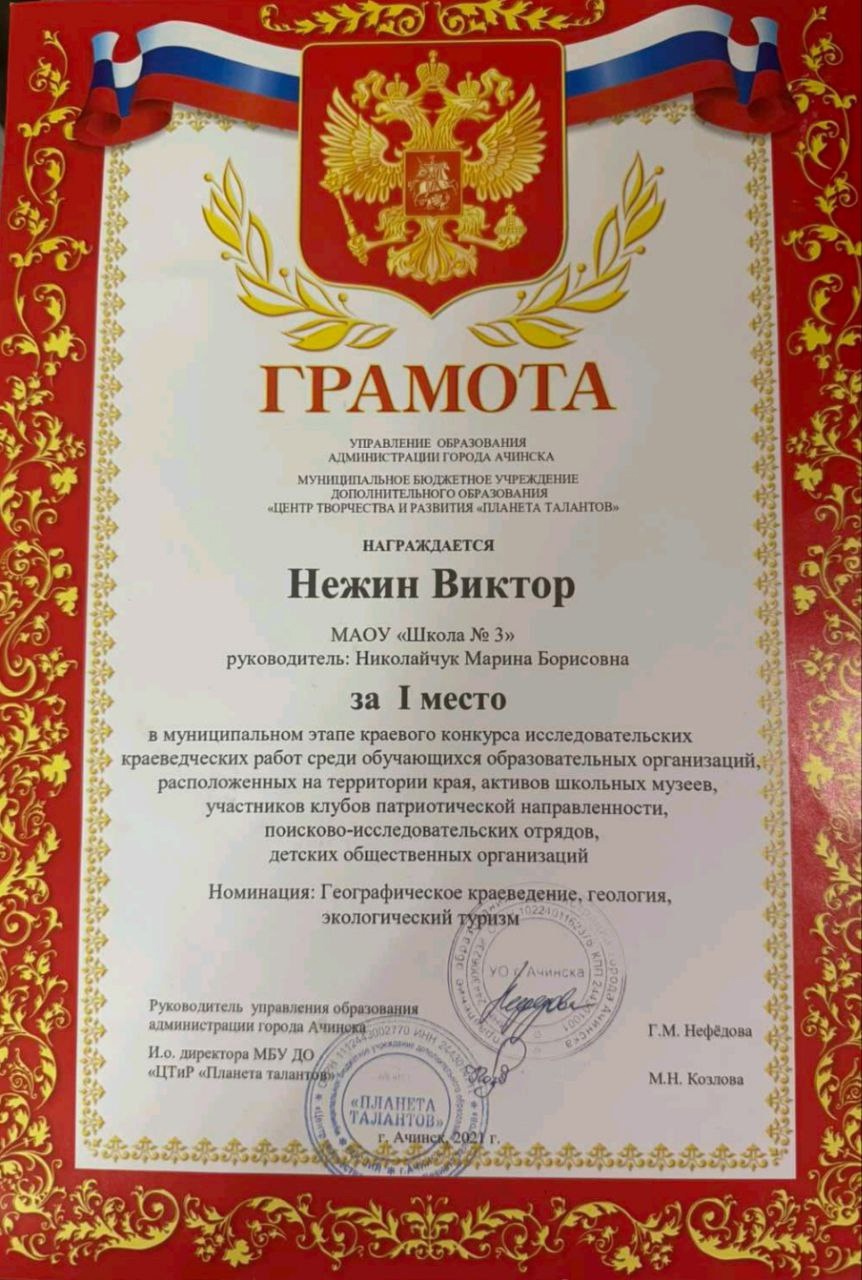 ГРАМОТА
УПРАВЛЕНИЕ ОБРАЗОВАНИЯ
АДМИНИСТРАЦИИ ГОРОДА АЧИНСКА
МУНИЦИПАЛЬНОЕ БЮДЖЕТНОЕ УЧРЕЖДЕНИЕ
ДОПОЛНИТЕЛЬНОГО ОБРАЗОВАНИЯ
«ЦЕНТР ТВОРЧЕСТВА И РАЗВИТИЯ «ПЛАНЕТА ТАЛАНТОВ»
НАГРАЖДАЕТСЯ
Нежин Виктор
МАОУ «Школа № 3»
руководитель: Николайчук Марина Борисовна
за I место
в муниципальном этапе краевого конкурса исследовательских
краеведческих работ среди обучающихся образовательных организаций,
расположенных на территории края, активов школьных музеев,
участников клубов патриотической направленности,
поисково-исследовательских отрядов,
детских общественных организаций
Номинация: Географическое краеведение, геология,
экологический туризм
УО г.Ачинска
Руководитель управления образования
администрации города Ачинска
Г.М. Нефёдова
И.о. директора МБУ ДО
«ЦТиР «Планета талантов»
М.Н. Козлова
«ПЛАНЕТА
ТАЛАНТОВ»
г. Ачинск, 2021 г.